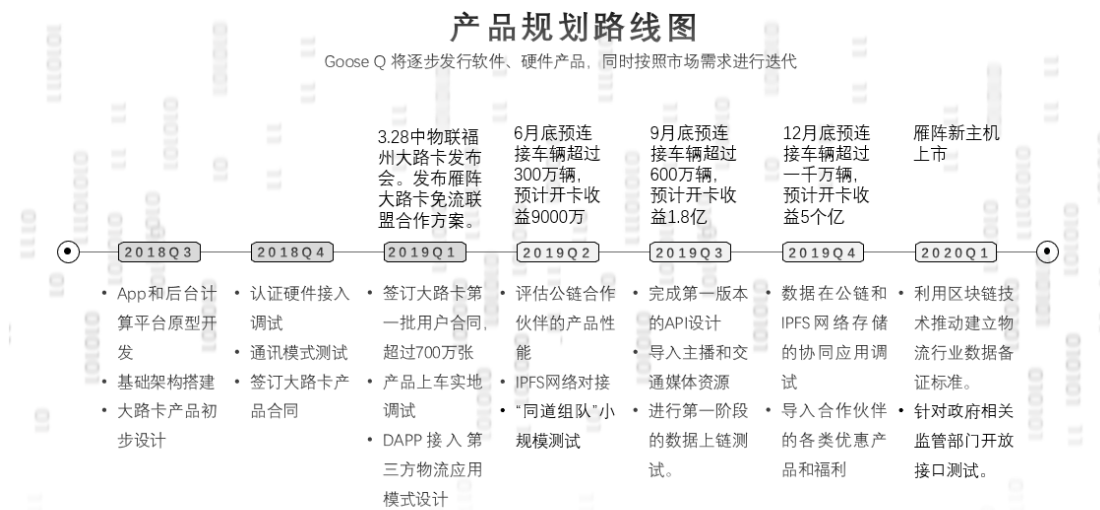 产品规划路线图
Goose Q 将逐步发行软件、硬件产品，同时按照市场需求进行迭代
3.28中物联福
州大路卡发布
会。发布雁阵
大路卡免流联
盟合作方案。
6月底预连
接车辆超过
300万辆，
预计开卡收
益9000万
9月底预连
接车辆超过
600万辆，
预计开卡收
益1.8亿
12月底预连
接车辆超过
一千万辆，
预计开卡收
益5个亿
雁阵新主机
上市
2018Q3
2018Q4
2019Q1
2019Q2
2019Q3
2019Q4
2020Q1
• App和后台计
算平台原型开
发
• 基础架构搭建
• 大路卡产品初
步设计
• 认证硬件接入
调试
• 通讯模式测试
• 签订大路卡产
品合同
• 签订大路卡第
一批用户合同，
超过700万张
• 产品上车实地
调试
• DAPP接入第
三方物流应用
模式设计
• 评估公链合作
伙伴的产品性
能
• IPFS网络对接
• “同道组队”小
规模测试
• 完成第一版本
的API设计
• 导入主播和交
通媒体资源
• 进行第一阶段
的数据上链测
试。
• 数据在公链和
IPFS网络存储
的协同应用调
试
• 导入合作伙伴
的各类优惠产
品和福利
• 利用区块链技
术推动建立物
流行业数据备
证标准。
• 针对政府相关
监管部门开放
接口测试。